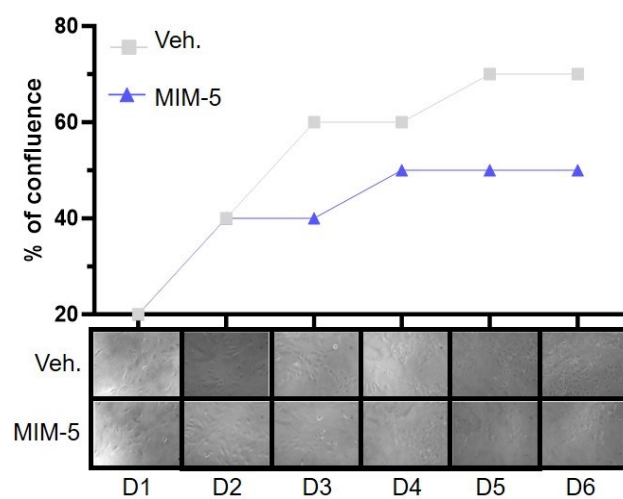 80
Veh.
MIM-5
60
40
20
% of confluence
Veh.
MIM-5
D1 D2 D3 D4 D5 D6